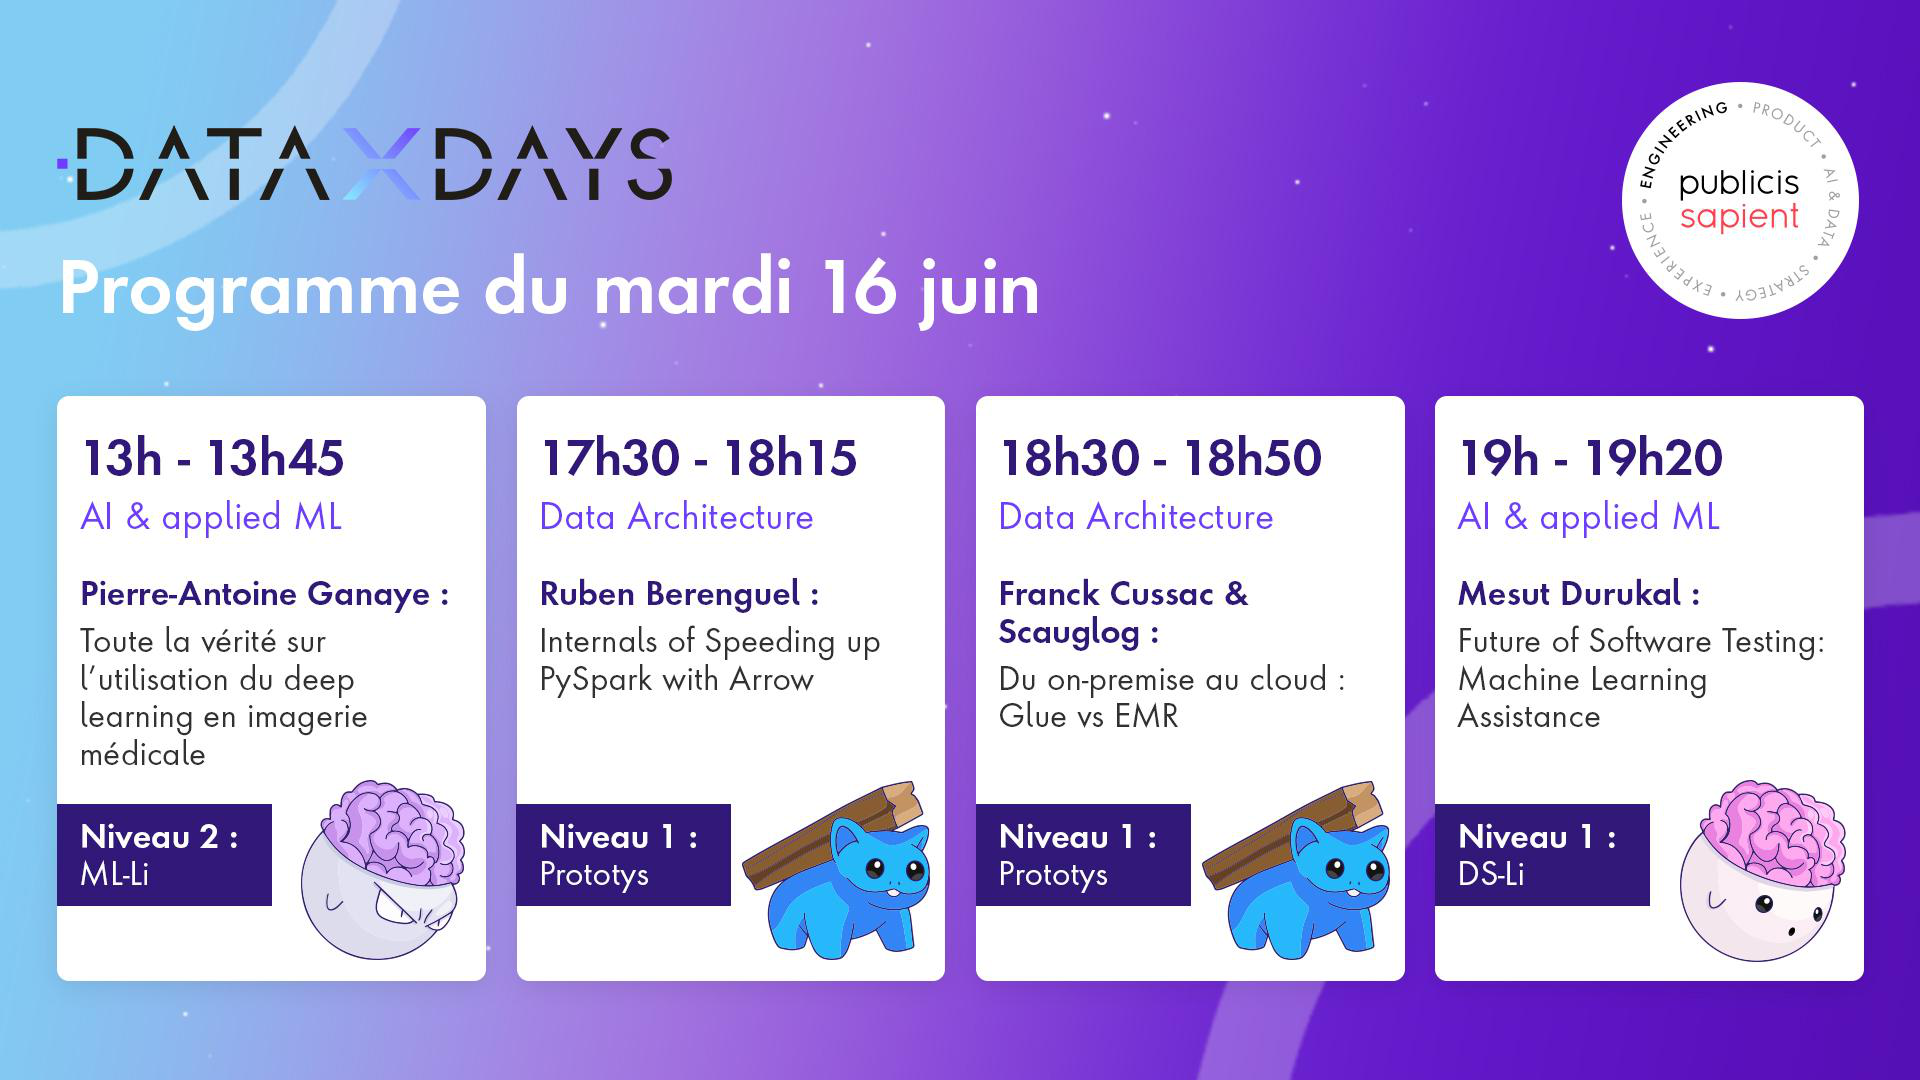 DATAXDAYS
Programme du mardi 16 juin
ENGINEERING • PRODUCT • AI & DATA • STRATEGY • EXPERIENCE •
publicis
sapient
13h - 13h45
AI & applied ML
Pierre-Antoine Ganaye :
Toute la vérité sur
l’utilisation du deep
learning en imagerie
médicale
Niveau 2 :
ML-Li
17h30 - 18h15
Data Architecture
Ruben Berenguel :
Internals of Speeding up
PySpark with Arrow
Niveau 1 :
Prototys
18h30 - 18h50
Data Architecture
Franck Cussac &
Scauglog :
Du on-premise au cloud :
Glue vs EMR
Niveau 1 :
Prototys
19h - 19h20
AI & applied ML
Mesut Durukal :
Future of Software Testing:
Machine Learning
Assistance
Niveau 1 :
DS-Li